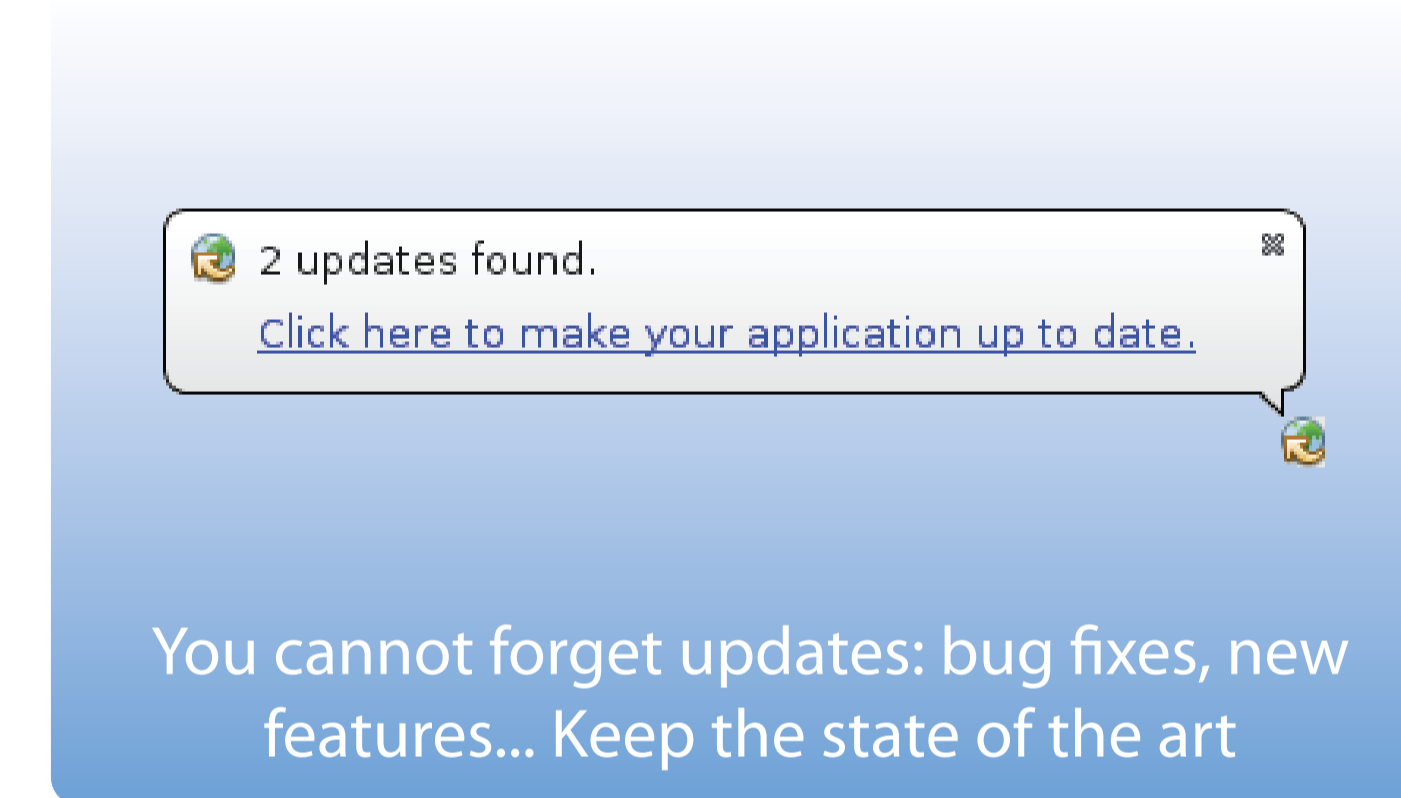 2 updates found.
Click here to make your application up to date.
You cannot forget updates: bug fixes, new
features... Keep the state of the art